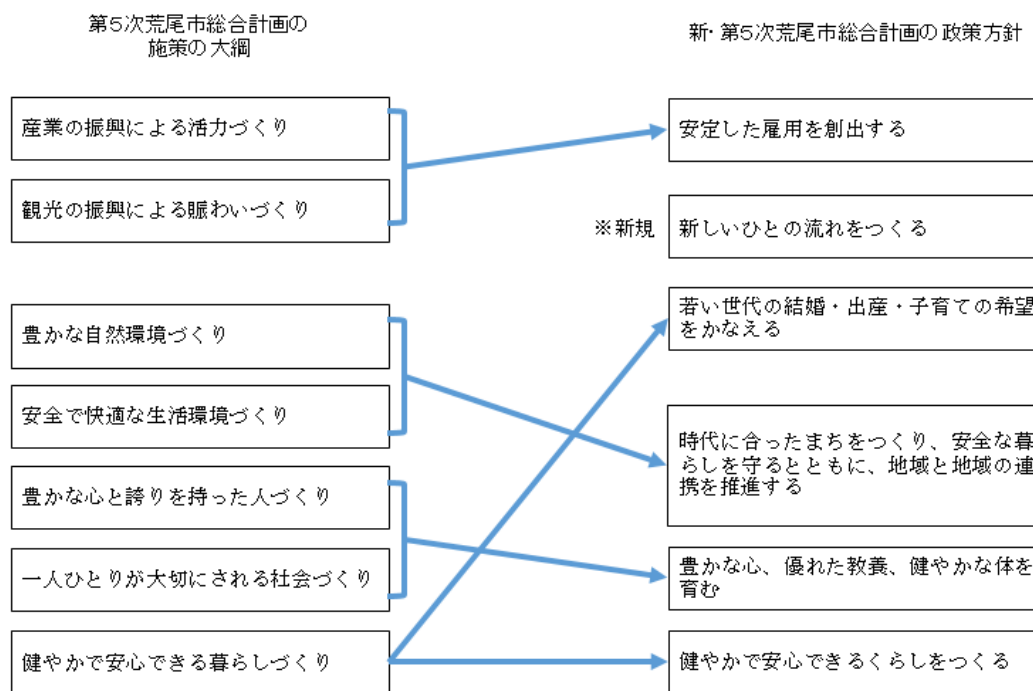 第5次荒尾市総合計画の
施策の大綱
新・第5次荒尾市総合計画の政策方針
産業の振興による活力づくり
観光の振興による賑わいづくり
豊かな自然環境づくり
安全で快適な生活環境づくり
豊かな心と誇りを持った人づくり
一人ひとりが大切にされる社会づくり
健やかで安心できる暮らしづくり
安定した雇用を創出する
※新規
新しいひとの流れをつくる
若い世代の結婚・出産・子育ての希望
をかなえる
時代に合ったまちをつくり、安全な暮
らしを守るとともに、地域と地域の連
携を推進する
豊かな心、優れた教養、健やかな体を
育む
健やかで安心できるくらしをつくる